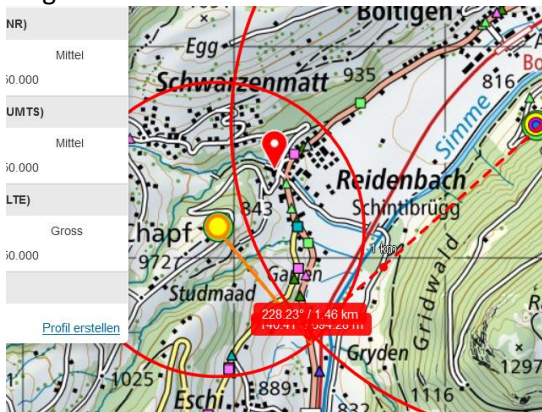 NR)
Mittel
50.000
UMTS)
Mittel
50.000
LTE)
Gross
50.000
Profil erstellen
Boltigen
Egg
Schwarzenmatt
935
816
Bo
Simme
Reidenbach
843
Schintibrügg
chapf
972
1 km
Garten
Studmaad
228.23° / 1.46 km
Gridwald
Gryden
1297
1025
Eschi
889
832
1116